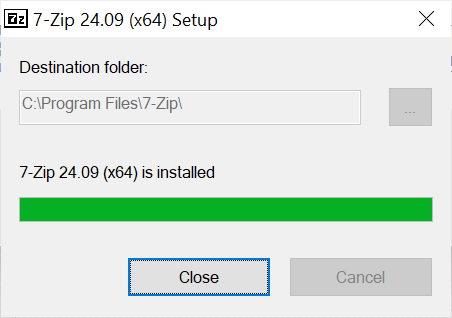 7-Zip 24.09 (x64) Setup
Destination folder:
C:\Program Files\7-Zip\
...
7-Zip 24.09 (x64) is installed
Close
Cancel